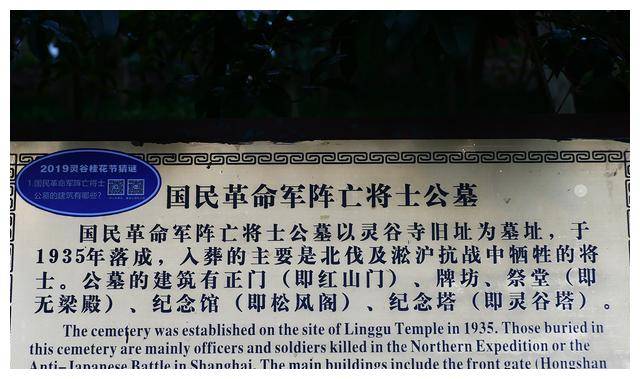 2019灵谷桂花节猜谜
1.国民革命军阵亡将士
公墓的建筑有哪些?
国民革命军阵亡将士公墓
国民革命军阵亡将士公墓以灵谷寺旧址为墓址，于
1935年落成，入葬的主要是北伐及淞沪抗战中牺牲的将
士。公墓的建筑有正门（即红山门）、牌坊、祭堂（即
无梁殿）、纪念馆（即松风阁）、纪念塔（即灵谷塔）。
The cemetery was established on the site of Linggu Temple in 1935. Those buried in
this cemetery are mainly officers and soldiers killed in the Northern Expedition or the
Anti-Japanese Battle in Shanghai. The main buildings include the front gate (Hongshan